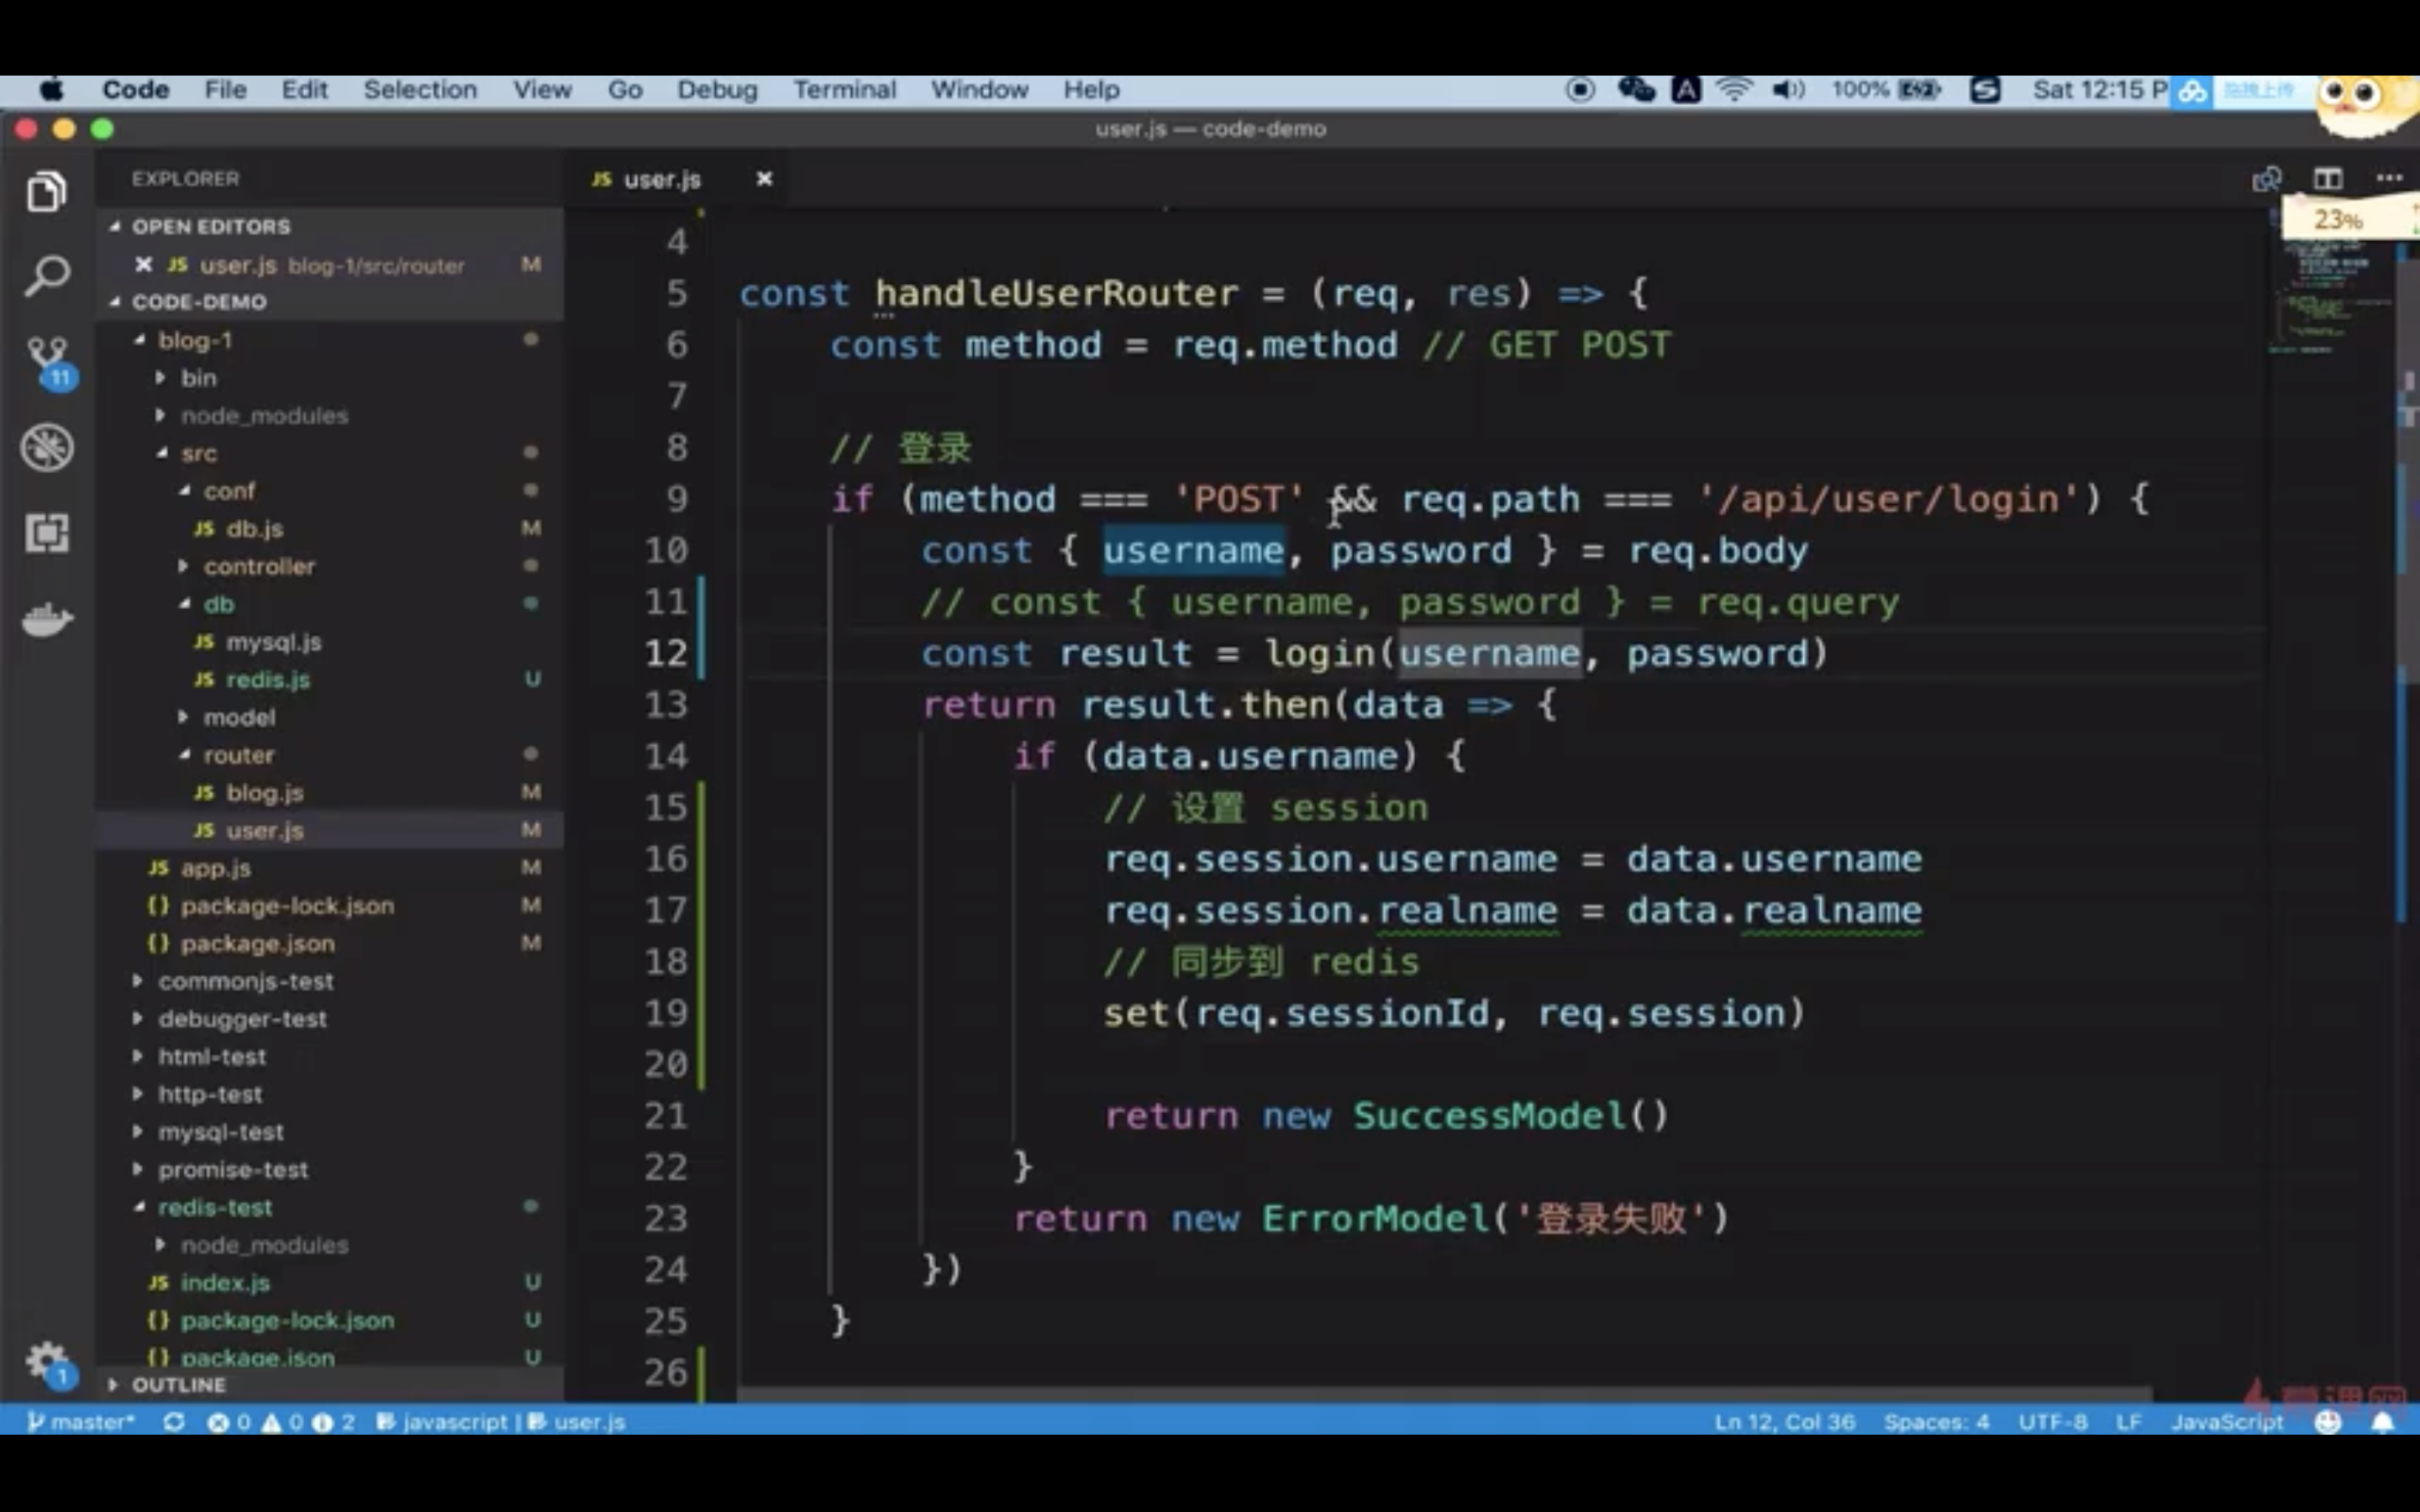 Code File Edit Selection View Go Debug Terminal Window Help 100% Sat 12:15 P 拖拽上传
user.js — code-demo
EXPLORER
OPEN EDITORS
JS user.js blog-1/src/router M
CODE-DEMO
blog-1
bin
node_modules
src
conf
JS db.js M
controller
db
JS mysql.js
JS redis.js U
model
router
JS blog.js M
JS user.js M
JS app.js M
{} package-lock.json M
{} package.json M
commonjs-test
debugger-test
html-test
http-test
mysql-test
promise-test
redis-test
node_modules
JS index.js U
{} package-lock.json U
{} package.json U
OUTLINE
11
1
JS user.js
23%
4
5 const handleUserRouter = (req, res) => {
6 const method = req.method // GET POST
7
8 // 登录
9 if (method === 'POST' && req.path === '/api/user/login') {
10 const { username, password } = req.body
11 // const { username, password } = req.query
12 const result = login(username, password)
13 return result.then(data => {
14 if (data.username) {
15 // 设置 session
16 req.session.username = data.username
17 req.session.realname = data.realname
18 // 同步到 redis
19 set(req.sessionId, req.session)
20
21 return new SuccessModel()
22 }
23 return new ErrorModel('登录失败')
24 })
25 }
26
master* 0 0 2 javascript | user.js Ln 12, Col 36 Spaces: 4 UTF-8 LF JavaScript